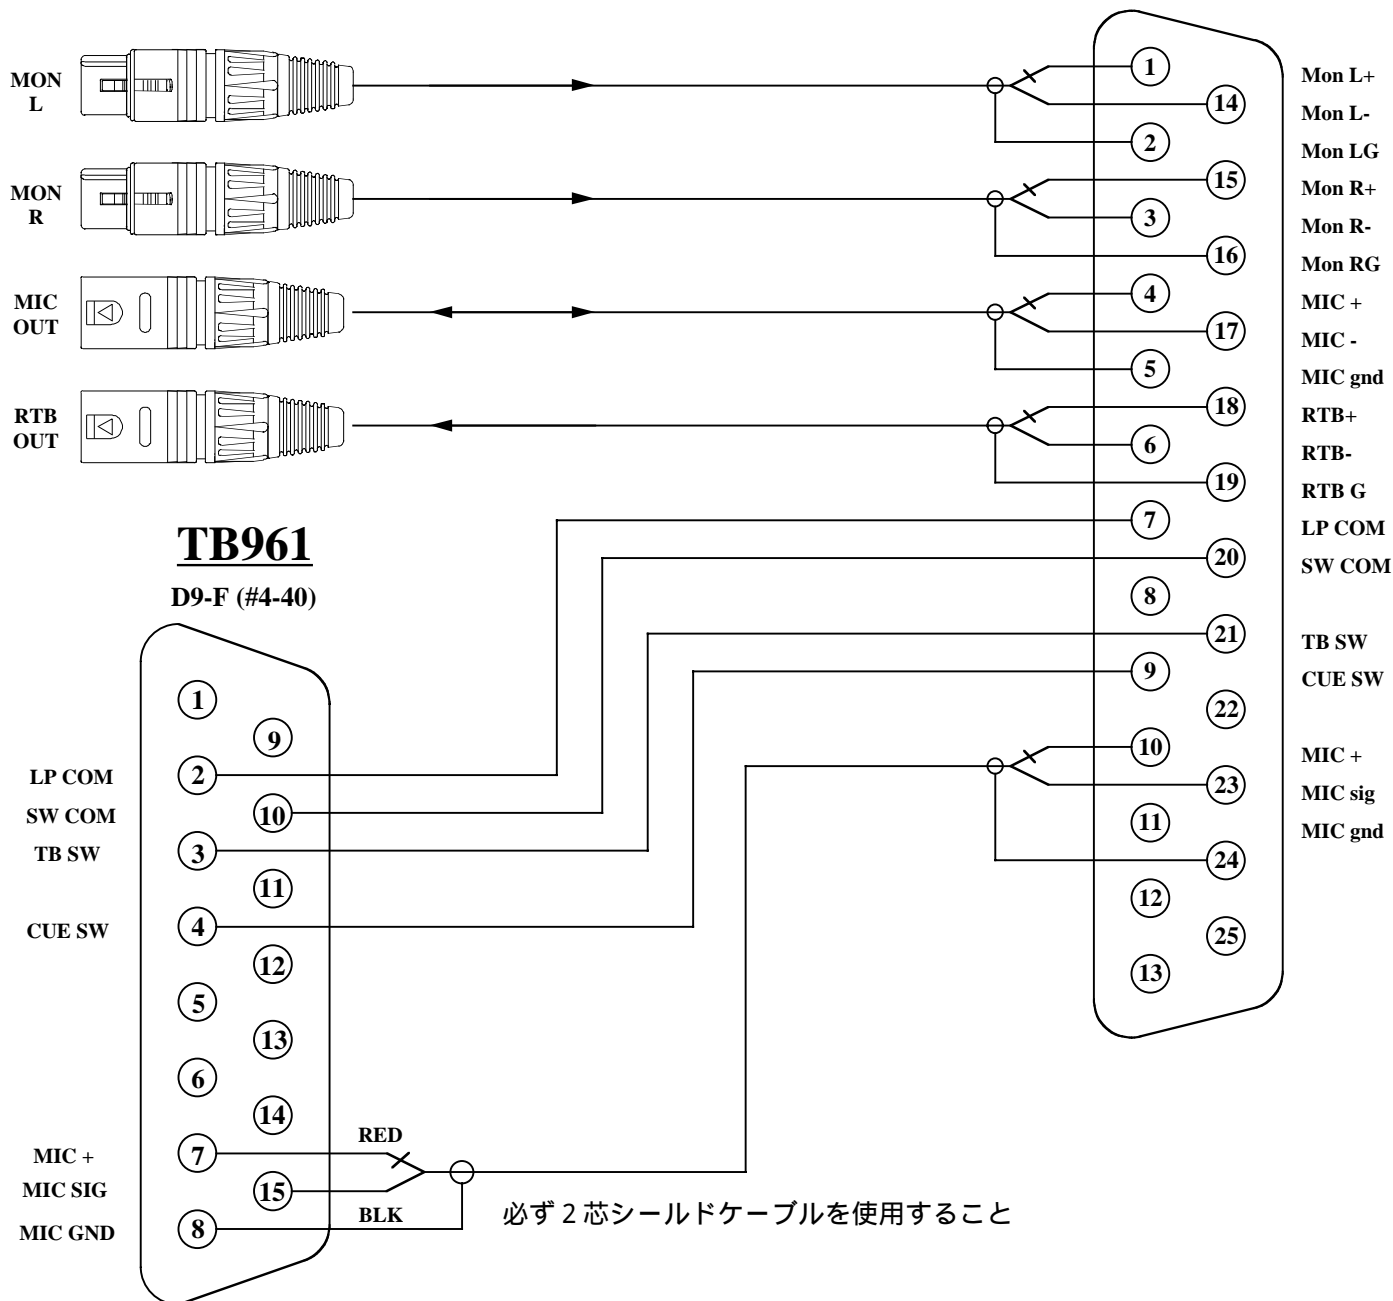 MON
L
MON
R
MIC
OUT
RTB
OUT
1
14
2
15
3
16
4
17
5
18
6
19
7
20
8
21
9
22
10
23
11
24
12
25
13
Mon L+
Mon L-
Mon LG
Mon R+
Mon R-
Mon RG
MIC +
MIC -
MIC gnd
RTB+
RTB-
RTB G
LP COM
SW COM
TB SW
CUE SW
MIC +
MIC sig
MIC gnd
TB961
D9-F (#4-40)
LP COM
SW COM
TB SW
CUE SW
MIC +
MIC SIG
MIC GND
1
9
2
10
3
11
4
12
5
13
6
14
7
15
8
RED
BLK
必ず2芯シールドケーブルを使用すること